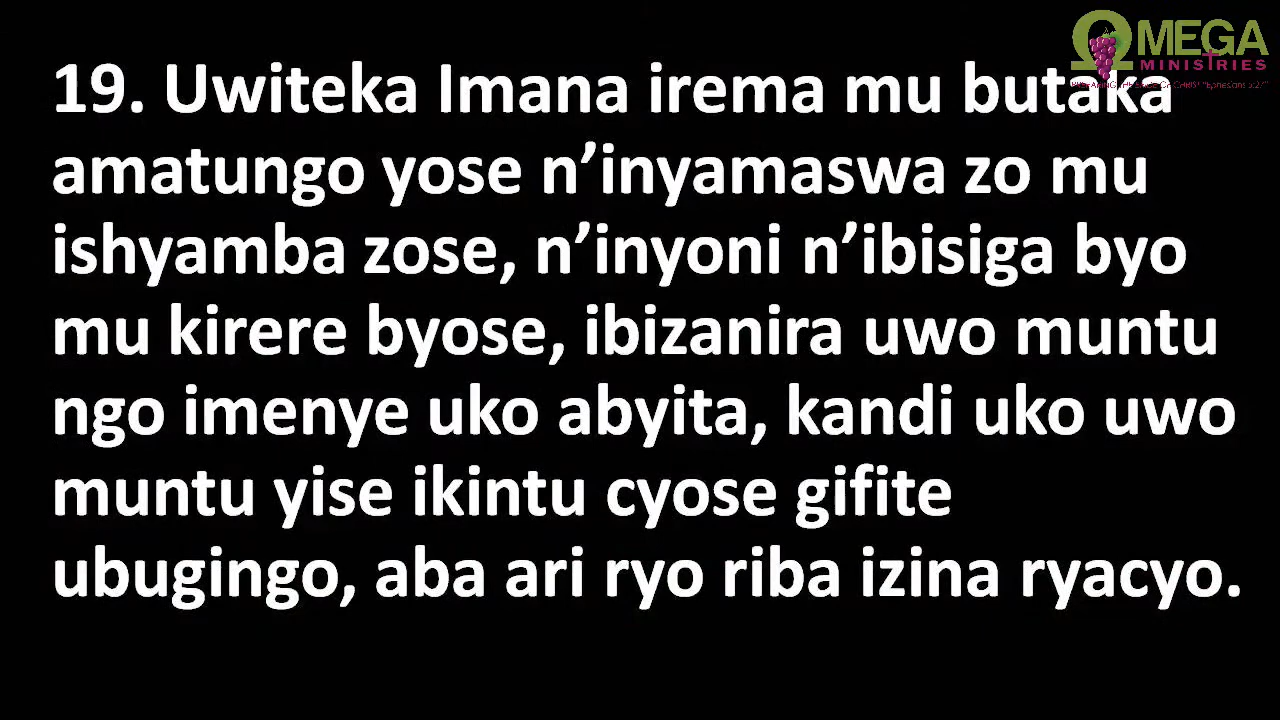 ΩMEGA
MINISTRIES
19. Uwiteka Imana irema mu butaka
amatungo yose n’inyamaswa zo mu
ishyamba zose, n’inyoni n’ibisiga byo
mu kirere byose, ibizanira uwo muntu
ngo imenye uko abyita, kandi uko uwo
muntu yise ikintu cyose gifite
ubugingo, aba ari ryo riba izina ryacyo.